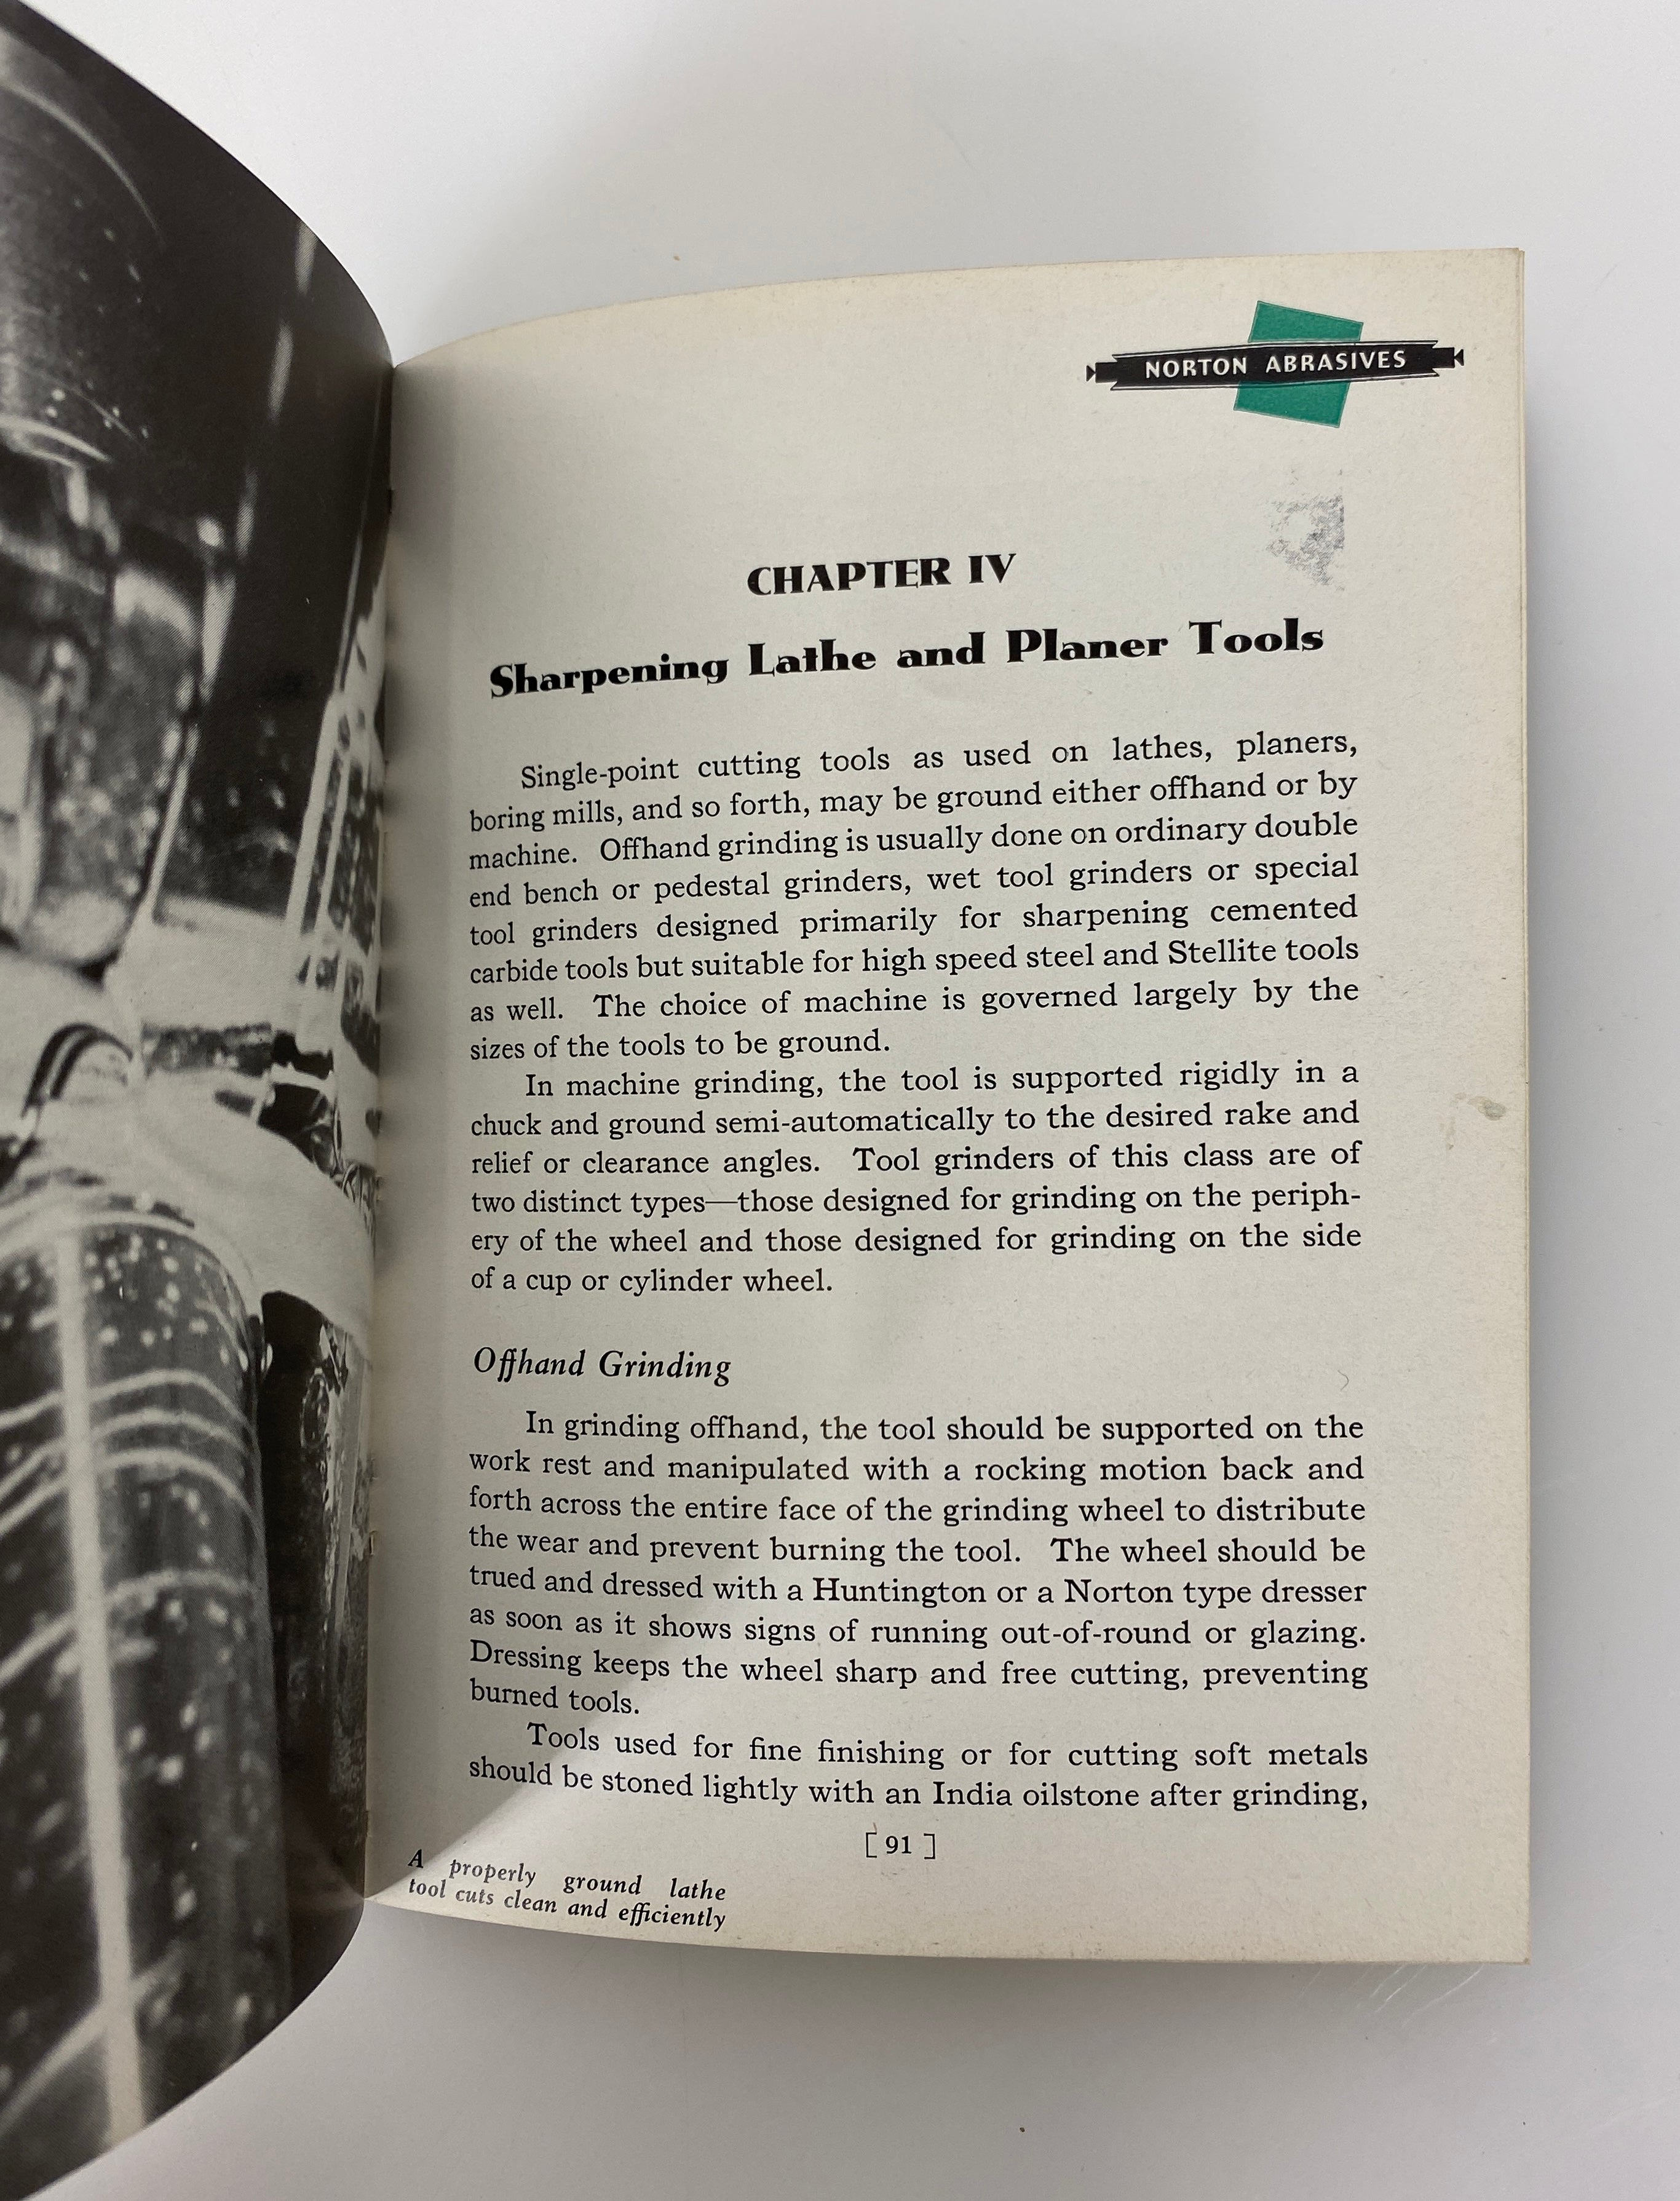 NORTON ABRASIVES
CHAPTER IV
Sharpening Lathe and Planer Tools
Single-point cutting tools as used on lathes, planers,
boring mills, and so forth, may be ground either offhand or by
machine. Offhand grinding is usually done on ordinary double
end bench or pedestal grinders, wet tool grinders or special
tool grinders designed primarily for sharpening cemented
carbide tools but suitable for high speed steel and Stellite tools
as well. The choice of machine is governed largely by the
sizes of the tools to be ground.
In machine grinding, the tool is supported rigidly in a
chuck and ground semi-automatically to the desired rake and
relief or clearance angles. Tool grinders of this class are of
two distinct types—those designed for grinding on the periph-
ery of the wheel and those designed for grinding on the side
of a cup or cylinder wheel.
Offhand Grinding
In grinding offhand, the tool should be supported on the
work rest and manipulated with a rocking motion back and
forth across the entire face of the grinding wheel to distribute
the wear and prevent burning the tool. The wheel should be
trued and dressed with a Huntington or a Norton type dresser
as soon as it shows signs of running out-of-round or glazing.
Dressing keeps the wheel sharp and free cutting, preventing
burned tools.
Tools used for fine finishing or for cutting soft metals
should be stoned lightly with an India oilstone after grinding,
[ 91 ]
A properly ground lathe
tool cuts clean and efficiently